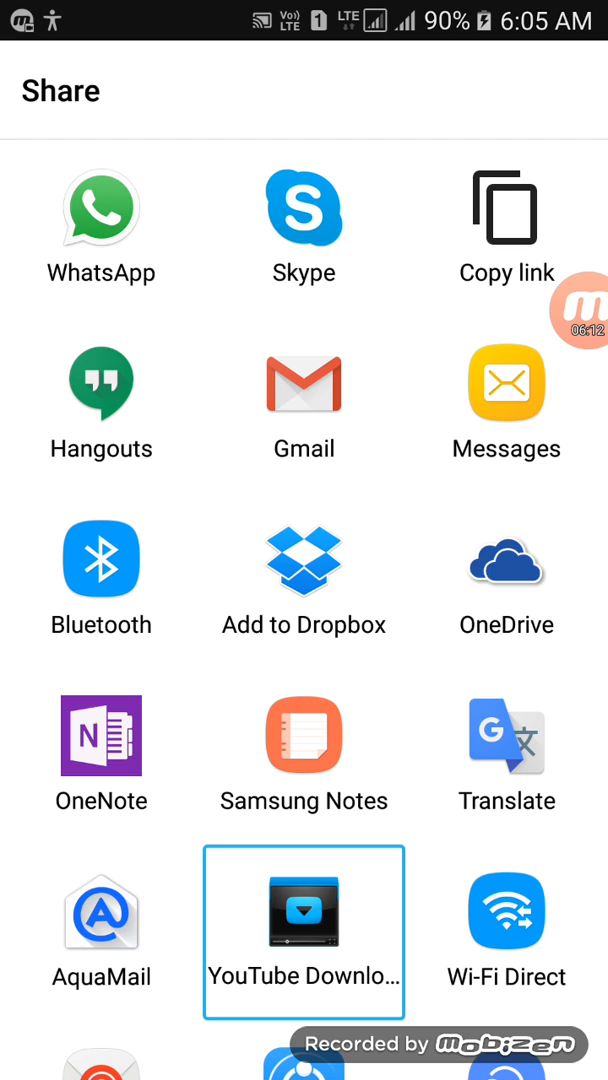 Vo)) LTE 1 LTE 90% 6:05 AM
Share
WhatsApp Skype Copy link
06:12
Hangouts Gmail Messages
Bluetooth Add to Dropbox OneDrive
N
G
OneNote Samsung Notes Translate
AquaMail YouTube Downlo... Wi-Fi Direct
Recorded by mobizen